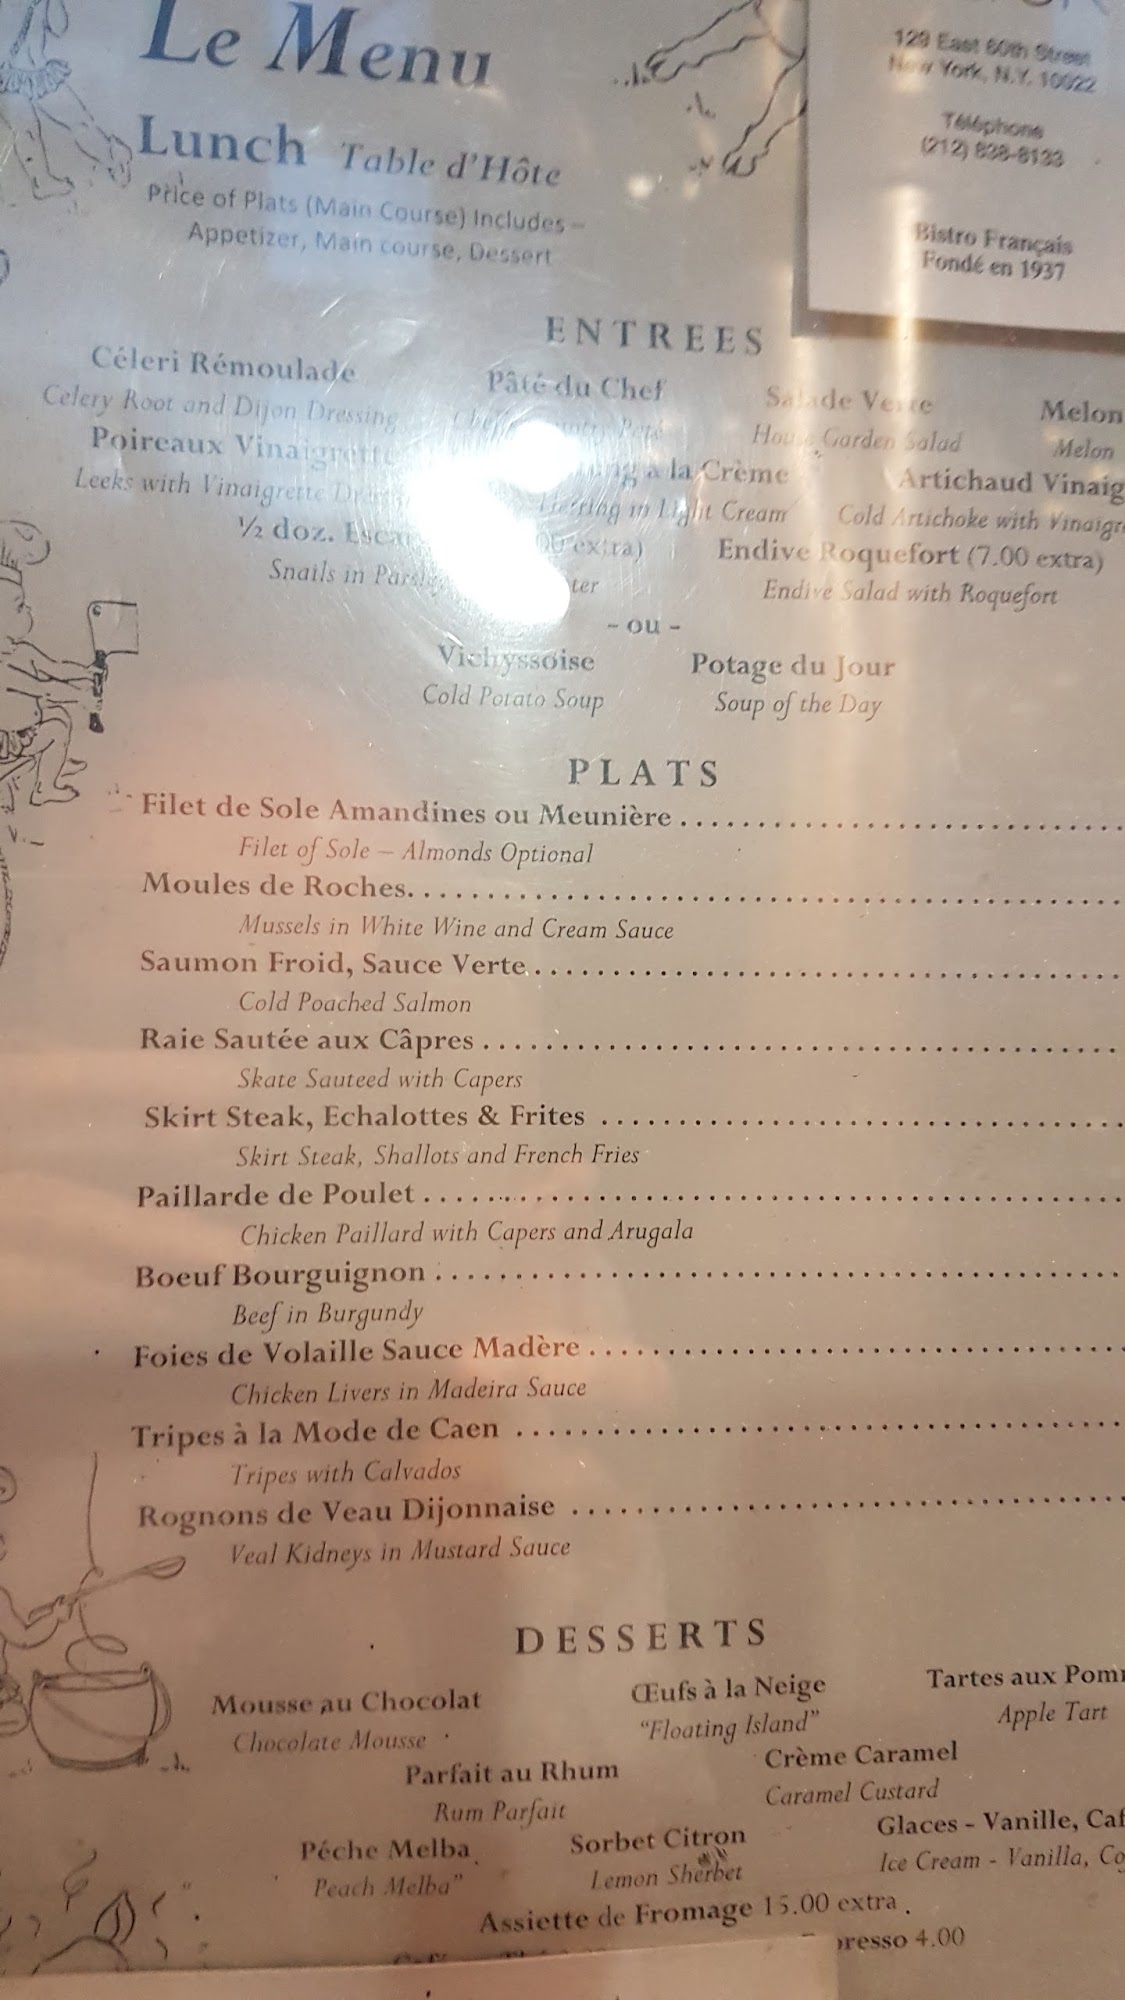 Le Menu
129 East 60th Street
New York, N.Y. 10022
Téléphone
(212) 838-8133
Bistro Français
Fondé en 1937
Lunch Table d'Hôte
Price of Plats (Main Course) Includes –
Appetizer, Main course, Dessert
ENTREES
Céleri Rémoulade Pâté du Chef Salade Verte Melon
Celery Root and Dijon Dressing House Garden Salad Melon
Poireaux Vinaigrette à la Crème Artichaud Vinaig
Leeks with Vinaigrette Herring in Light Cream Cold Artichoke with Vinaigre
½ doz. extra) Endive Roquefort (7.00 extra)
Snails in Endive Salad with Roquefort
- ou -
Vichyssoise Potage du Jour
Cold Potato Soup Soup of the Day
PLATS
Filet de Sole Amandines ou Meunière
Filet of Sole – Almonds Optional
Moules de Roches
Mussels in White Wine and Cream Sauce
Saumon Froid, Sauce Verte
Cold Poached Salmon
Raie Sautée aux Câpres
Skate Sauteed with Capers
Skirt Steak, Echalottes & Frites
Skirt Steak, Shallots and French Fries
Paillarde de Poulet
Chicken Paillard with Capers and Arugala
Boeuf Bourguignon
Beef in Burgundy
Foies de Volaille Sauce Madère
Chicken Livers in Madeira Sauce
Tripes à la Mode de Caen
Tripes with Calvados
Rognons de Veau Dijonnaise
Veal Kidneys in Mustard Sauce
DESSERTS
Mousse au Chocolat Œufs à la Neige Tartes aux Pom
Chocolate Mousse "Floating Island" Apple Tart
Parfait au Rhum Crème Caramel
Rum Parfait Caramel Custard
Péche Melba Sorbet Citron Glaces - Vanille, Caf
Peach Melba" Lemon Sherbet Ice Cream - Vanilla, Co
Assiette de Fromage 15.00 extra
presso 4.00